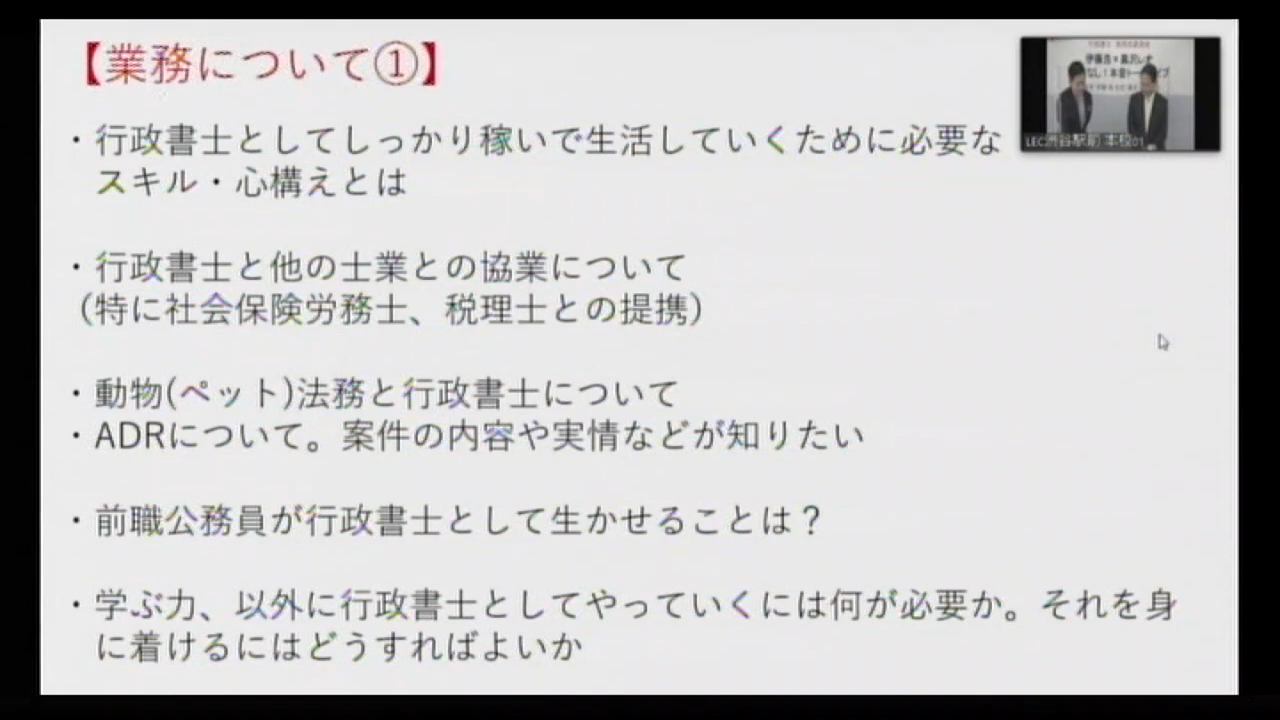 【業務について①】
・行政書士としてしっかり稼いで生活していくために必要な
スキル・心構えとは
・行政書士と他の士業との協業について
(特に社会保険労務士、税理士との提携)
・動物(ペット)法務と行政書士について
・ADRについて。案件の内容や実情などが知りたい
・前職公務員が行政書士として生かせることは？
・学ぶ力、以外に行政書士としてやっていくには何が必要か。それを身
に着けるにはどうすればよいか
LEC渋谷駅前 本校01